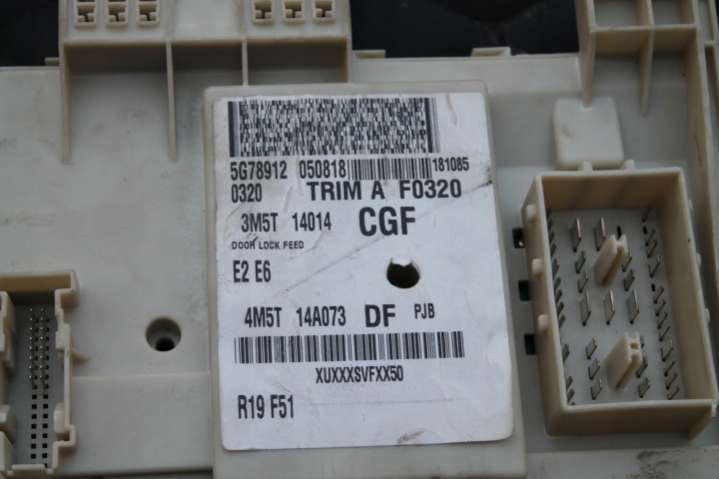 5G78912 050818 181085
0320 TRIM A F0320
3M5T 14014 CGF
DOOR LOCK FEED
E2 E6
4M5T 14A073 DF PJB
XUXXXSVFXX50
R19 F51